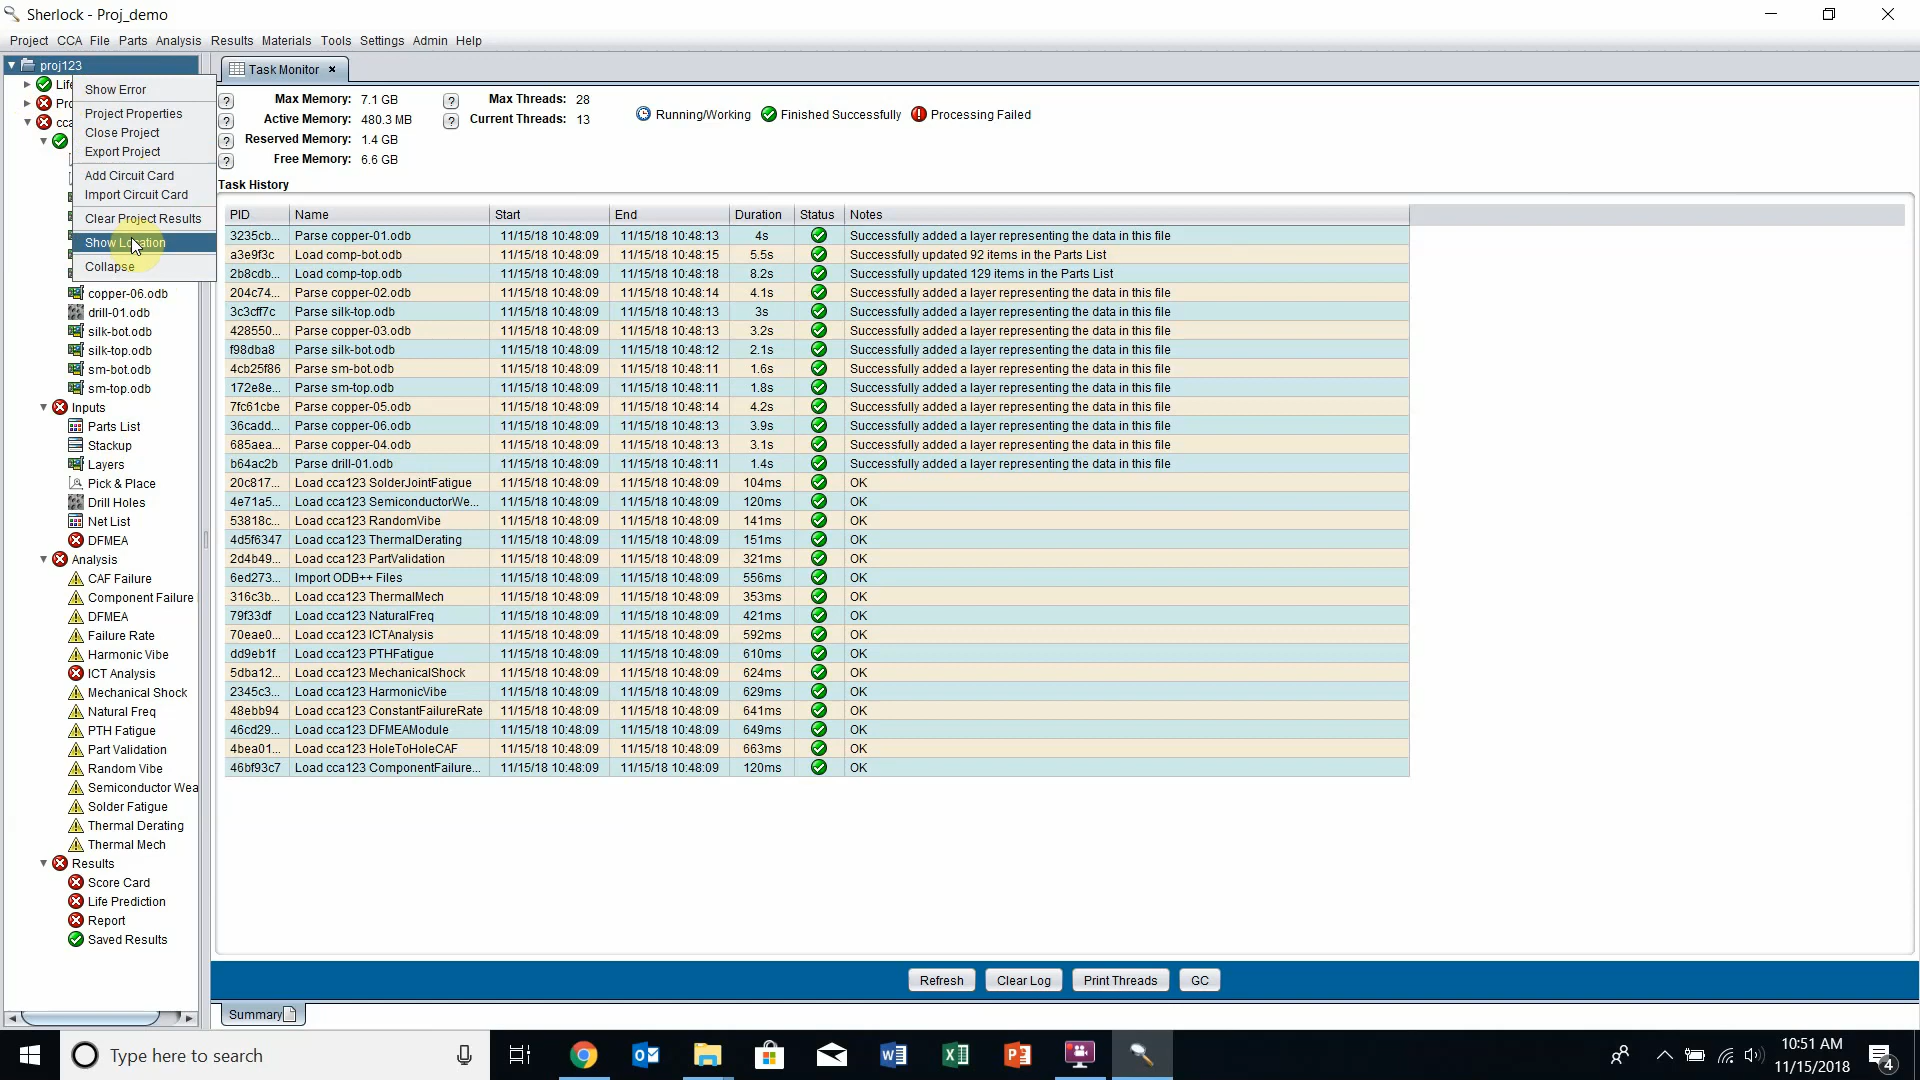 Sherlock - Proj_demo
Project CCA File Parts Analysis Results Materials Tools Settings Admin Help
proj123
Life
Pro
cca
Show Error
Project Properties
Close Project
Export Project
Add Circuit Card
Import Circuit Card
Clear Project Results
Show Location
Collapse
copper-06.odb
drill-01.odb
silk-bot.odb
silk-top.odb
sm-bot.odb
sm-top.odb
Inputs
Parts List
Stackup
Layers
Pick & Place
Drill Holes
Net List
DFMEA
Analysis
CAF Failure
Component Failure
DFMEA
Failure Rate
Harmonic Vibe
ICT Analysis
Mechanical Shock
Natural Freq
PTH Fatigue
Part Validation
Random Vibe
Semiconductor Wea
Solder Fatigue
Thermal Derating
Thermal Mech
Results
Score Card
Life Prediction
Report
Saved Results
Task Monitor
Max Memory: 7.1 GB Max Threads: 28
Active Memory: 480.3 MB Current Threads: 13
Reserved Memory: 1.4 GB
Free Memory: 6.6 GB
Running/Working Finished Successfully Processing Failed
Task History
PID Name Start End Duration Status Notes
3235cb... Parse copper-01.odb 11/15/18 10:48:09 11/15/18 10:48:13 4s Successfully added a layer representing the data in this file
a3e9f3c Load comp-bot.odb 11/15/18 10:48:09 11/15/18 10:48:15 5.5s Successfully updated 92 items in the Parts List
2b8cdb... Load comp-top.odb 11/15/18 10:48:09 11/15/18 10:48:18 8.2s Successfully updated 129 items in the Parts List
204c74... Parse copper-02.odb 11/15/18 10:48:09 11/15/18 10:48:14 4.1s Successfully added a layer representing the data in this file
3c3cff7c Parse silk-top.odb 11/15/18 10:48:09 11/15/18 10:48:13 3s Successfully added a layer representing the data in this file
428550... Parse copper-03.odb 11/15/18 10:48:09 11/15/18 10:48:13 3.2s Successfully added a layer representing the data in this file
f98dba8 Parse silk-bot.odb 11/15/18 10:48:09 11/15/18 10:48:12 2.1s Successfully added a layer representing the data in this file
4cb25f86 Parse sm-bot.odb 11/15/18 10:48:09 11/15/18 10:48:11 1.6s Successfully added a layer representing the data in this file
172e8e... Parse sm-top.odb 11/15/18 10:48:09 11/15/18 10:48:11 1.8s Successfully added a layer representing the data in this file
7fc61cbe Parse copper-05.odb 11/15/18 10:48:09 11/15/18 10:48:14 4.2s Successfully added a layer representing the data in this file
36cadd... Parse copper-06.odb 11/15/18 10:48:09 11/15/18 10:48:13 3.9s Successfully added a layer representing the data in this file
685aea... Parse copper-04.odb 11/15/18 10:48:09 11/15/18 10:48:13 3.1s Successfully added a layer representing the data in this file
b64ac2b Parse drill-01.odb 11/15/18 10:48:09 11/15/18 10:48:11 1.4s Successfully added a layer representing the data in this file
20c817... Load cca123 SolderJointFatigue 11/15/18 10:48:09 11/15/18 10:48:09 104ms OK
4e71a5... Load cca123 SemiconductorWe... 11/15/18 10:48:09 11/15/18 10:48:09 120ms OK
53818c... Load cca123 RandomVibe 11/15/18 10:48:09 11/15/18 10:48:09 141ms OK
4d5f6347 Load cca123 ThermalDerating 11/15/18 10:48:09 11/15/18 10:48:09 151ms OK
2d4b49... Load cca123 PartValidation 11/15/18 10:48:09 11/15/18 10:48:09 321ms OK
6ed273... Import ODB++ Files 11/15/18 10:48:09 11/15/18 10:48:09 556ms OK
316c3b... Load cca123 ThermalMech 11/15/18 10:48:09 11/15/18 10:48:09 353ms OK
79f33df Load cca123 NaturalFreq 11/15/18 10:48:09 11/15/18 10:48:09 421ms OK
70eae0... Load cca123 ICTAnalysis 11/15/18 10:48:09 11/15/18 10:48:09 592ms OK
dd9eb1f Load cca123 PTHFatigue 11/15/18 10:48:09 11/15/18 10:48:09 610ms OK
5dba12... Load cca123 MechanicalShock 11/15/18 10:48:09 11/15/18 10:48:09 624ms OK
2345c3... Load cca123 HarmonicVibe 11/15/18 10:48:09 11/15/18 10:48:09 629ms OK
48ebb94 Load cca123 ConstantFailureRate 11/15/18 10:48:09 11/15/18 10:48:09 641ms OK
46cd29... Load cca123 DFMEAModule 11/15/18 10:48:09 11/15/18 10:48:09 649ms OK
4bea01... Load cca123 HoleToHoleCAF 11/15/18 10:48:09 11/15/18 10:48:09 663ms OK
46bf93c7 Load cca123 ComponentFailure... 11/15/18 10:48:09 11/15/18 10:48:09 120ms OK
Refresh Clear Log Print Threads GC
Summary
Type here to search
10:51 AM
11/15/2018
4